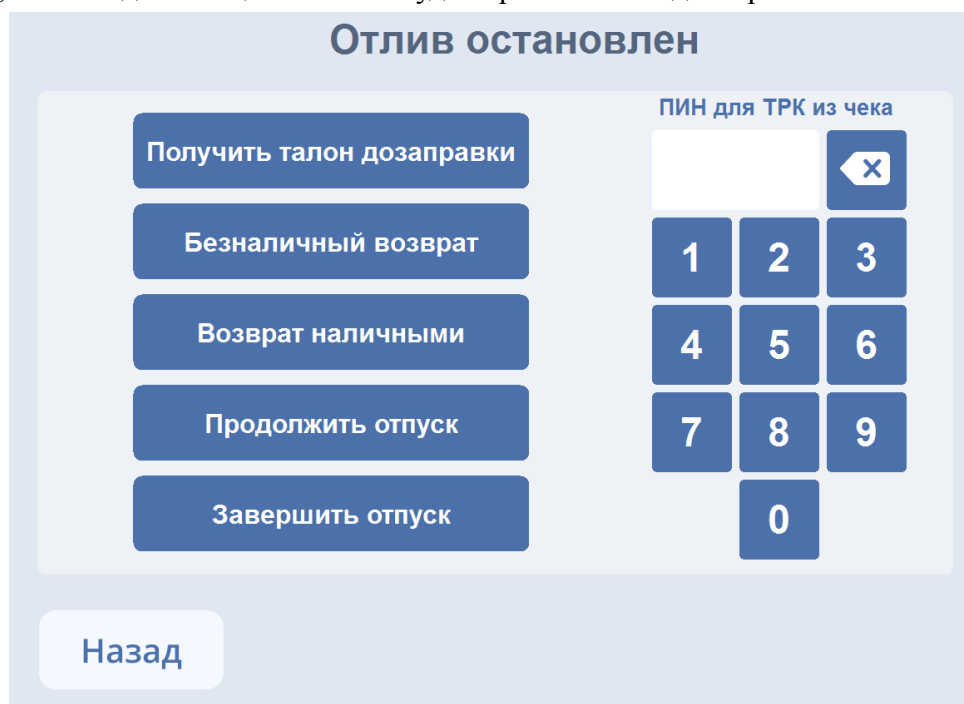 Отлив остановлен
ПИН для ТРК из чека
Получить талон дозаправки
Безналичный возврат
Возврат наличными
Продолжить отпуск
Завершить отпуск
1 2 3
4 5 6
7 8 9
0
Назад